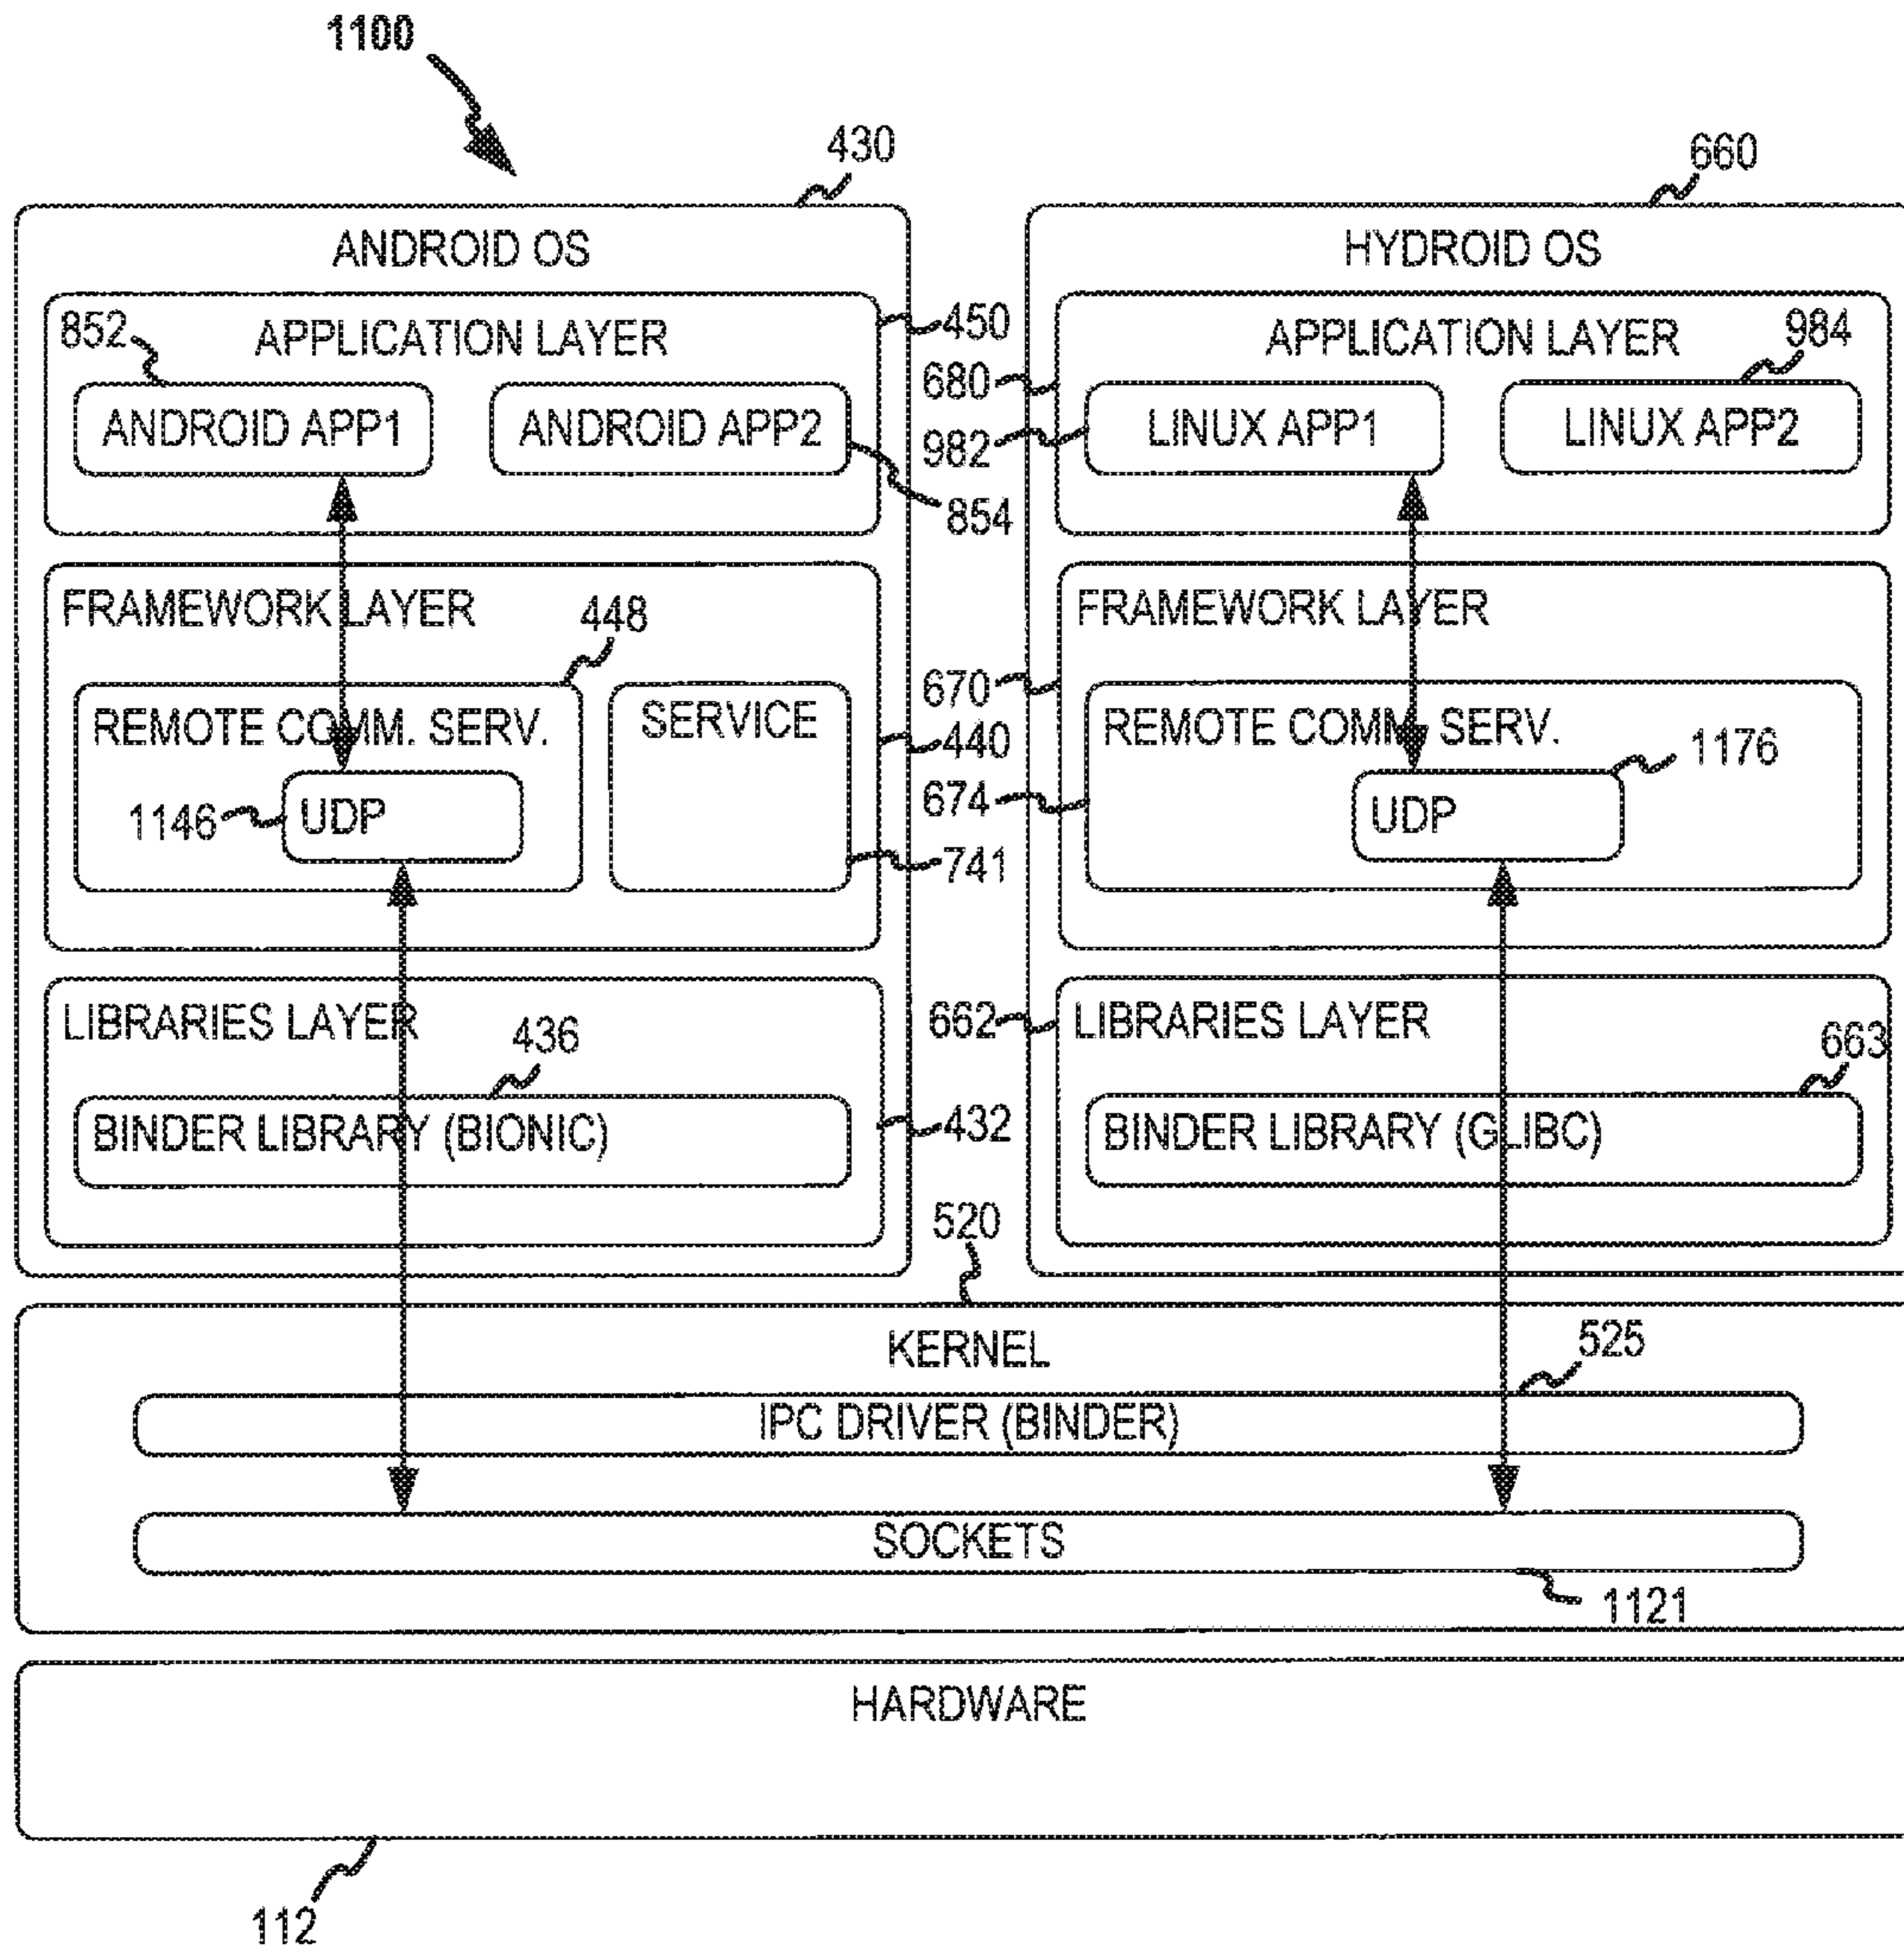 1100
430
660
ANDROID OS
HYDROID OS
852
APPLICATION LAYER
450
APPLICATION LAYER
984
680
ANDROID APP1
ANDROID APP2
982
LINUX APP1
LINUX APP2
854
FRAMEWORK LAYER
448
FRAMEWORK LAYER
670
REMOTE COMM. SERV.
SERVICE
440
REMOTE COMM. SERV.
1176
674
1146
UDP
UDP
741
LIBRARIES LAYER
436
662
LIBRARIES LAYER
663
BINDER LIBRARY (BIONIC)
432
BINDER LIBRARY (GLIBC)
520
KERNEL
525
IPC DRIVER (BINDER)
SOCKETS
1121
HARDWARE
112